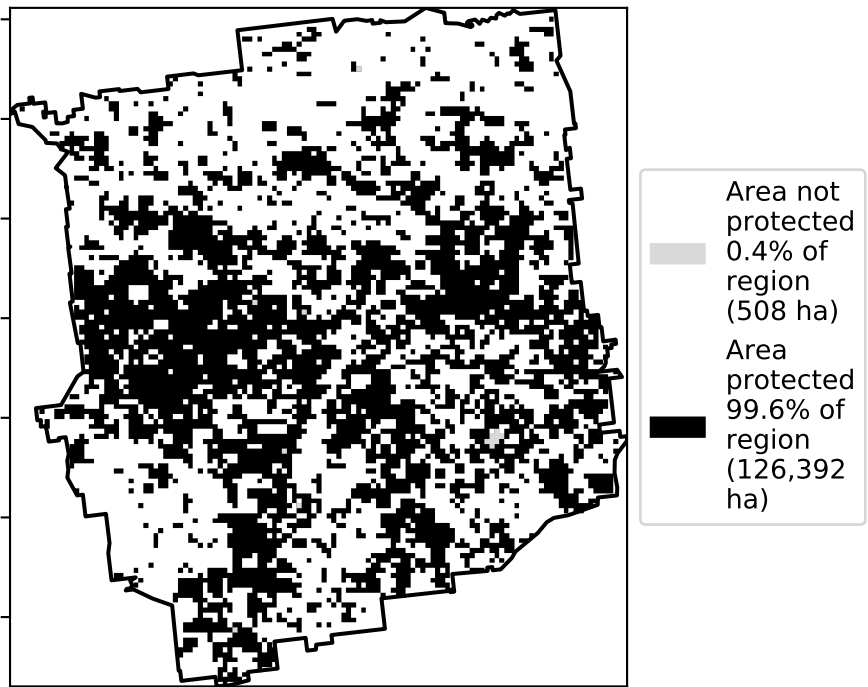 Area not
protected
0.4% of
region
(508 ha)
Area
protected
99.6% of
region
(126,392
ha)